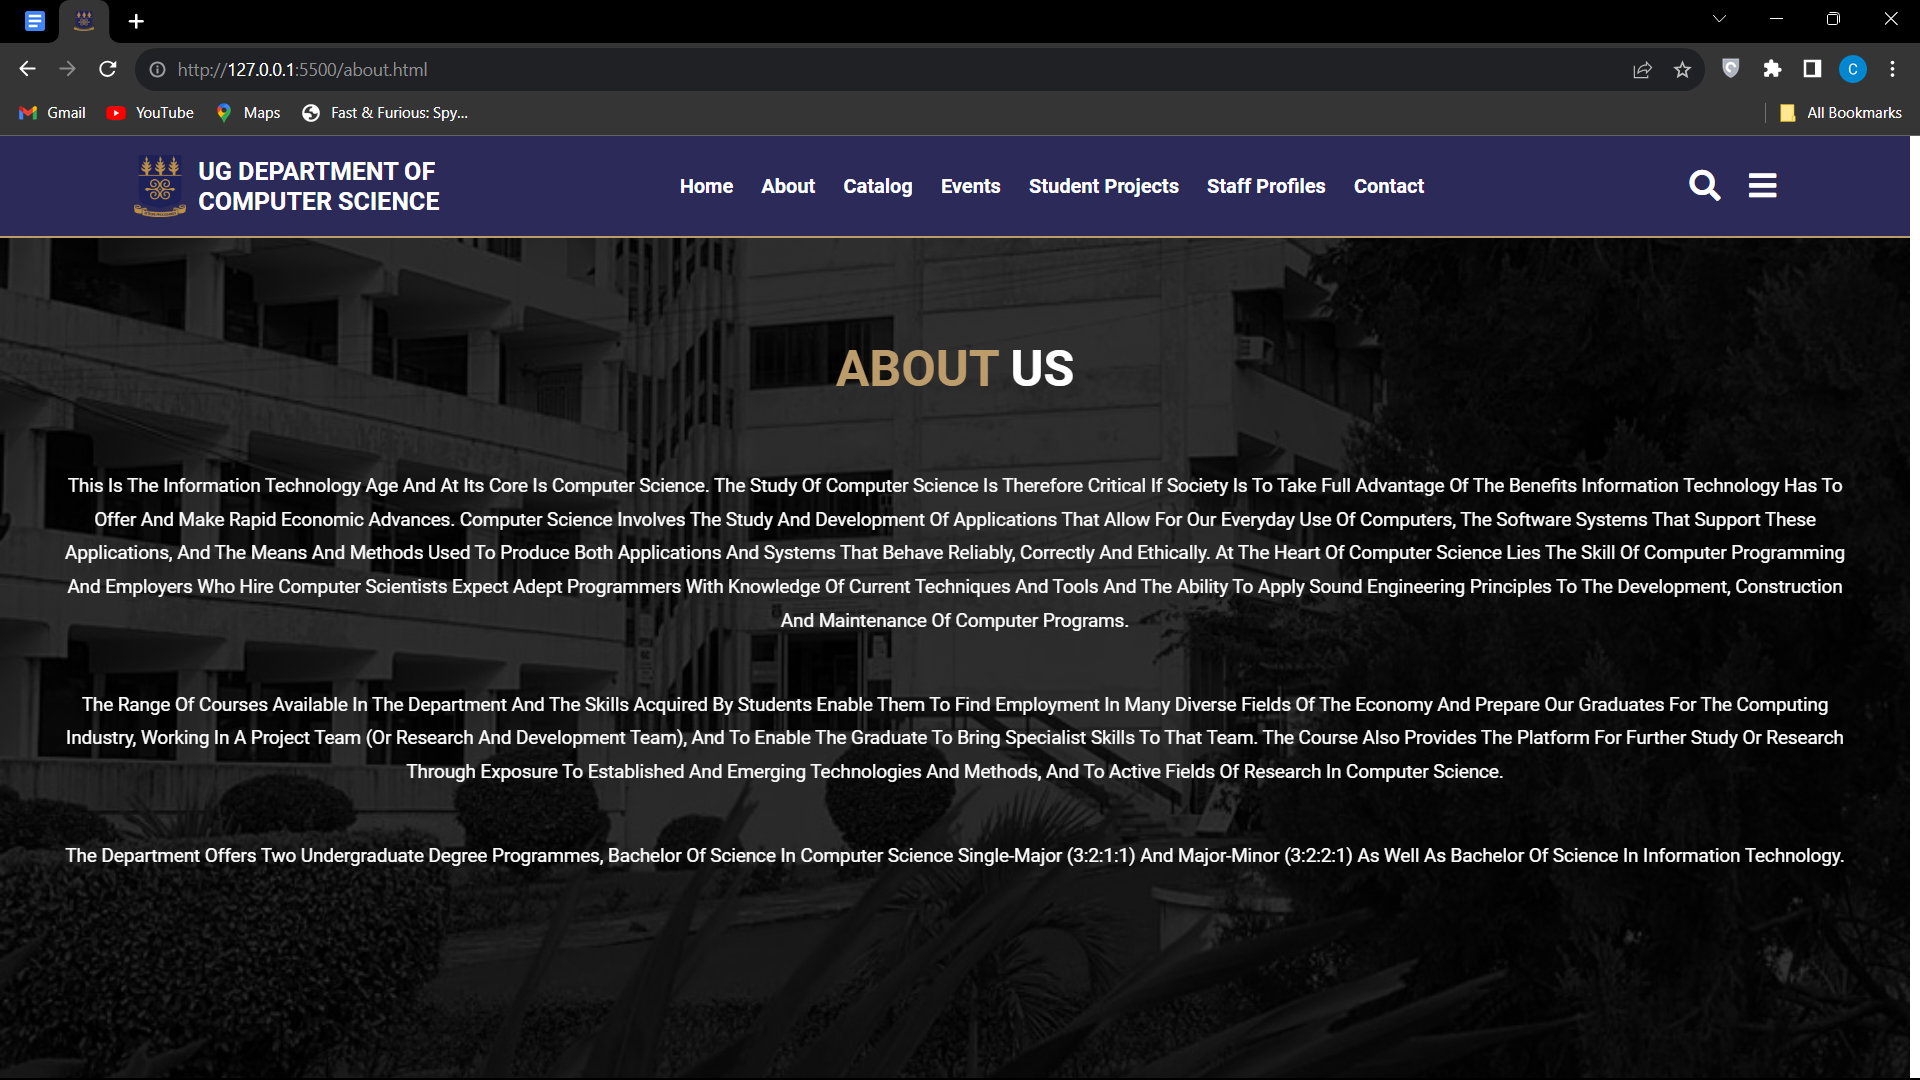 http://127.0.0.1:5500/about.html
C
Gmail YouTube Maps Fast & Furious: Spy... All Bookmarks
UG DEPARTMENT OF
COMPUTER SCIENCE
Home About Catalog Events Student Projects Staff Profiles Contact
ABOUT US
This Is The Information Technology Age And At Its Core Is Computer Science. The Study Of Computer Science Is Therefore Critical If Society Is To Take Full Advantage Of The Benefits Information Technology Has To
Offer And Make Rapid Economic Advances. Computer Science Involves The Study And Development Of Applications That Allow For Our Everyday Use Of Computers, The Software Systems That Support These
Applications, And The Means And Methods Used To Produce Both Applications And Systems That Behave Reliably, Correctly And Ethically. At The Heart Of Computer Science Lies The Skill Of Computer Programming
And Employers Who Hire Computer Scientists Expect Adept Programmers With Knowledge Of Current Techniques And Tools And The Ability To Apply Sound Engineering Principles To The Development, Construction
And Maintenance Of Computer Programs.
The Range Of Courses Available In The Department And The Skills Acquired By Students Enable Them To Find Employment In Many Diverse Fields Of The Economy And Prepare Our Graduates For The Computing
Industry, Working In A Project Team (Or Research And Development Team), And To Enable The Graduate To Bring Specialist Skills To That Team. The Course Also Provides The Platform For Further Study Or Research
Through Exposure To Established And Emerging Technologies And Methods, And To Active Fields Of Research In Computer Science.
The Department Offers Two Undergraduate Degree Programmes, Bachelor Of Science In Computer Science Single-Major (3:2:1:1) And Major-Minor (3:2:2:1) As Well As Bachelor Of Science In Information Technology.